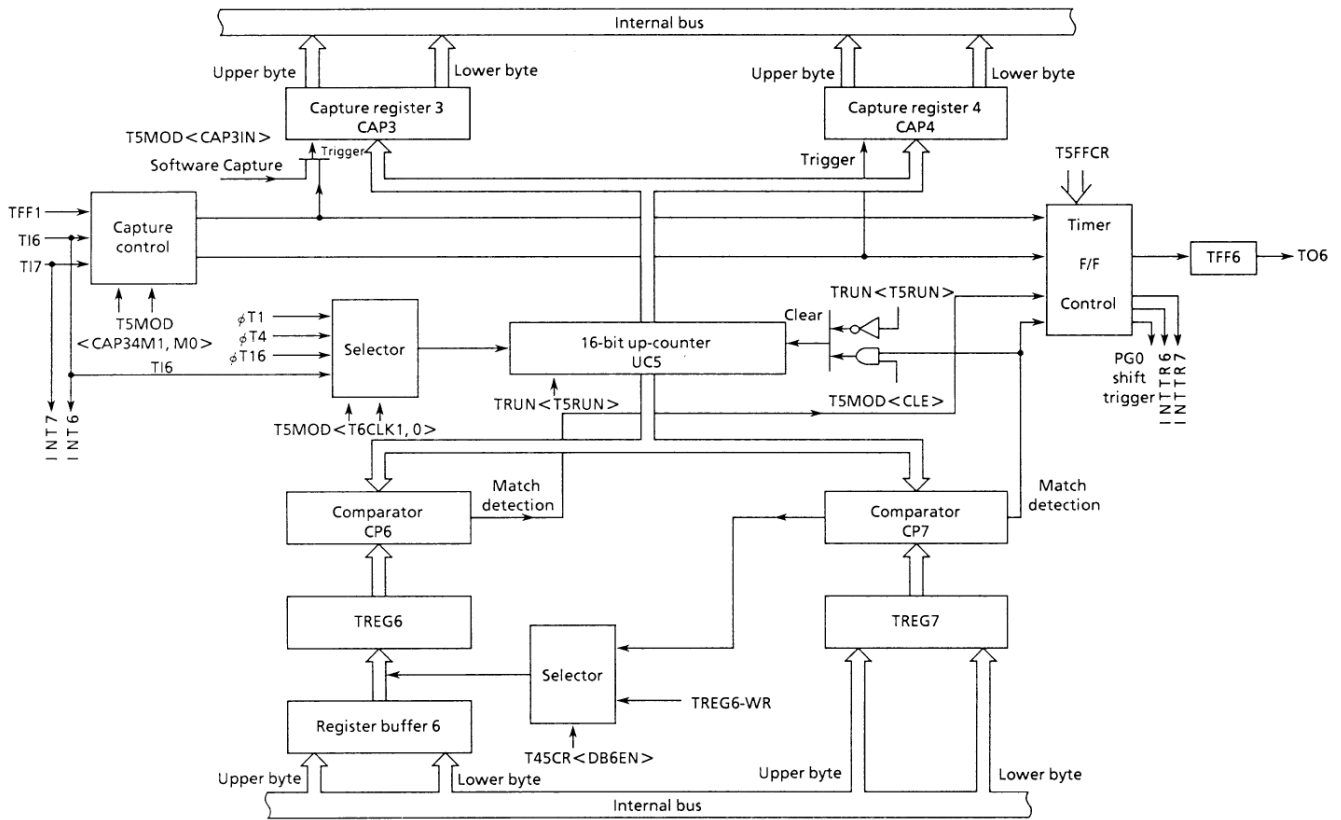 Internal bus
Upper byte
Lower byte
Upper byte
Lower byte
Capture register 3
CAP3
Capture register 4
CAP4
T5MOD<CAP3IN>
Trigger
Software Capture
Trigger
T5FFCR
TFF1
TI6
TI7
Capture
control
Timer
F/F
Control
TFF6
TO6
T5MOD
<CAP34M1, M0>
φT1
φT4
φT16
TI6
Selector
16-bit up-counter
UC5
Clear
TRUN<T5RUN>
T5MOD<CLE>
PG0
shift
trigger
INTTR6
INTTR7
INT7
INT6
TRUN<T5RUN>
T5MOD<T6CLK1, 0>
Match
detection
Match
detection
Comparator
CP6
Comparator
CP7
TREG6
TREG7
Selector
TREG6-WR
Register buffer 6
T45CR<DB6EN>
Upper byte
Lower byte
Upper byte
Lower byte
Internal bus